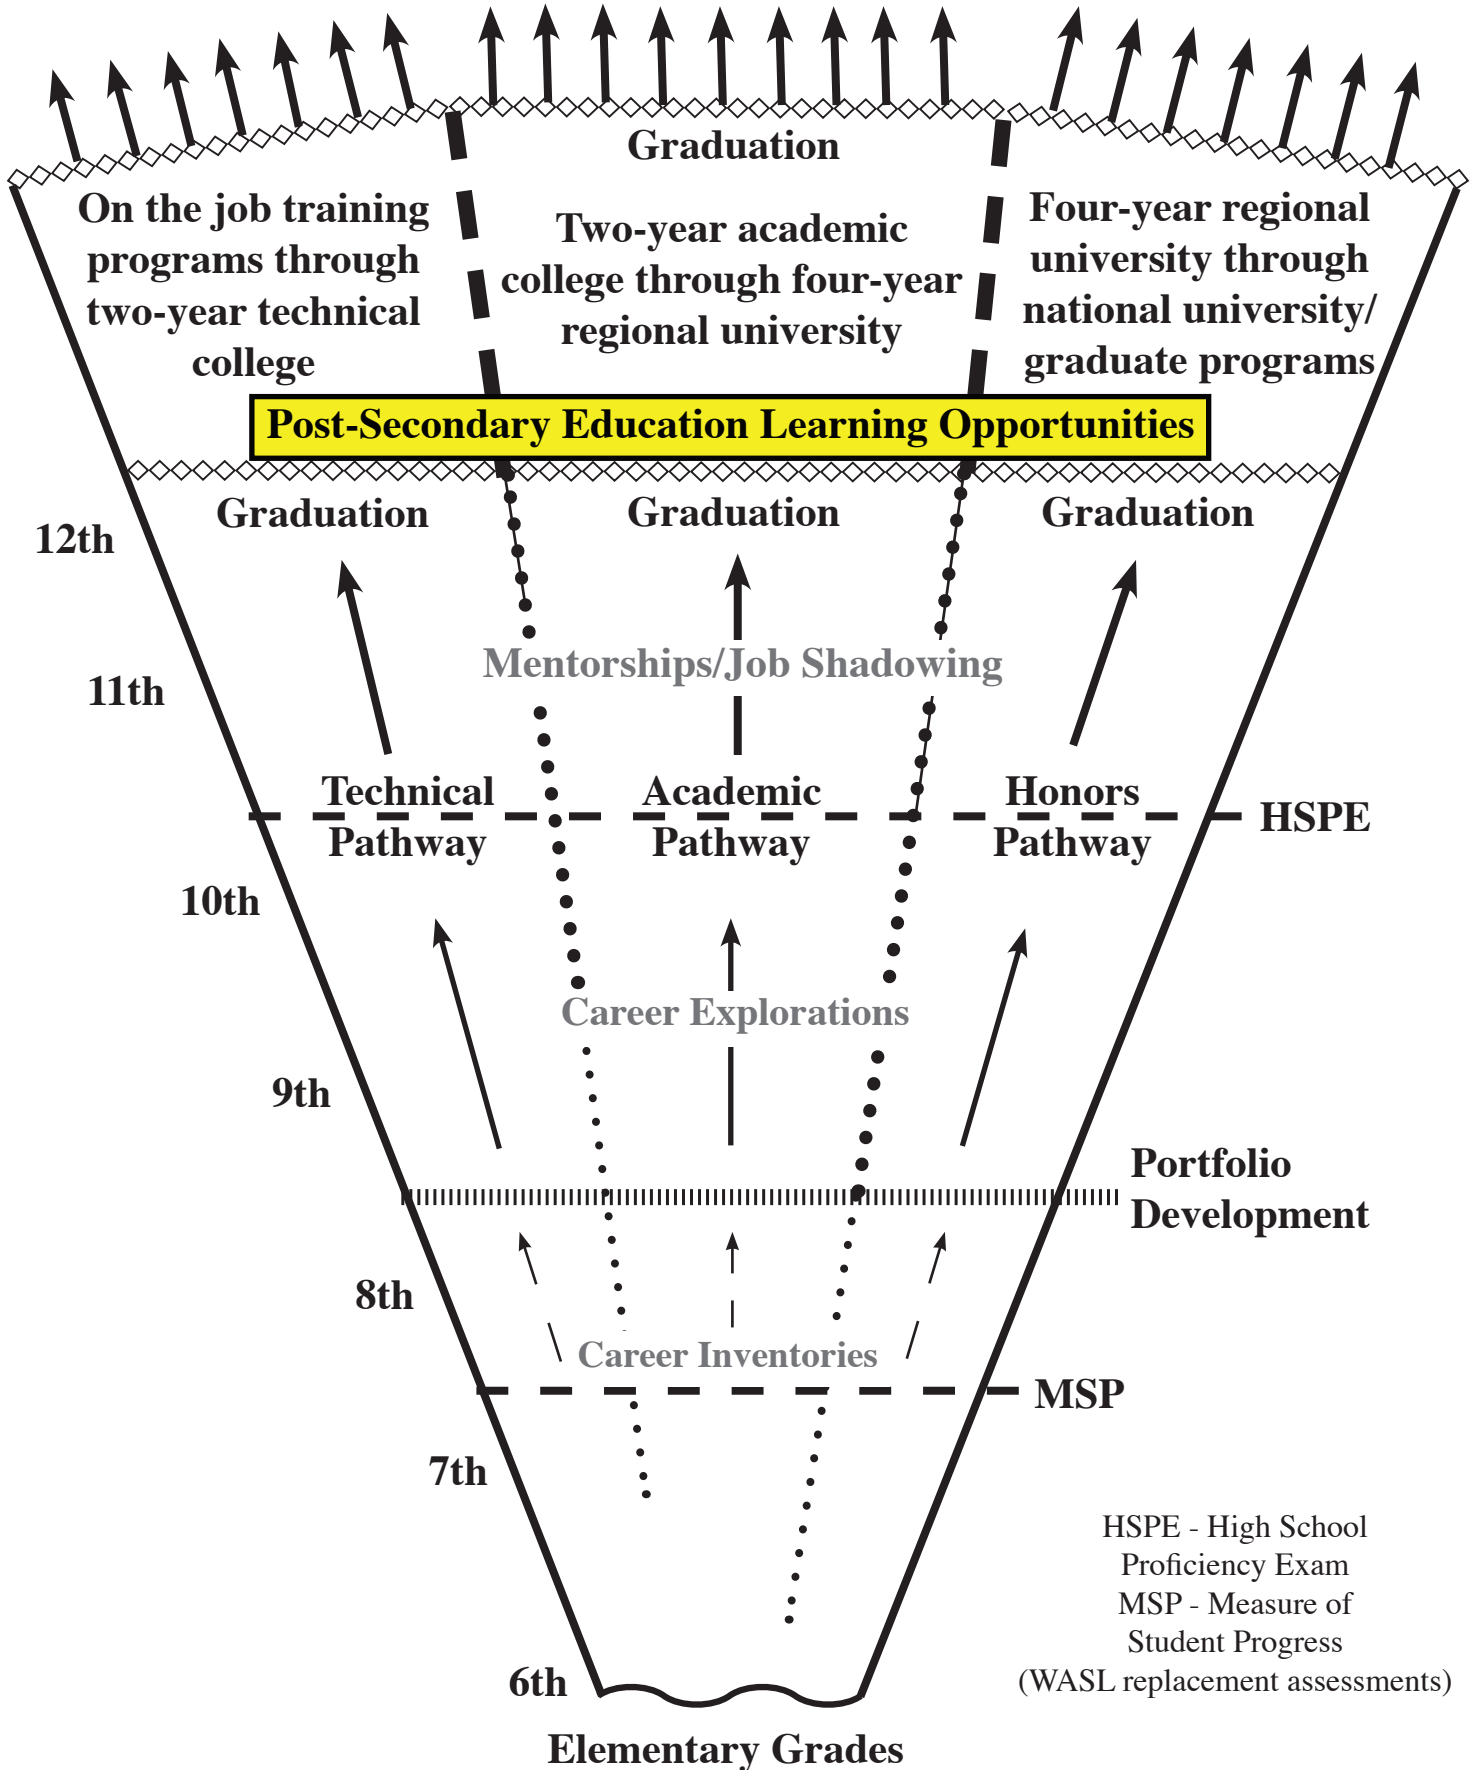 Graduation
On the job training
programs through
two-year technical
college
Two-year academic
college through four-year
regional university
Four-year regional
university through
national university/
graduate programs
Post-Secondary Education Learning Opportunities
Graduation
Graduation
Graduation
12th
Mentorships/Job Shadowing
11th
Technical
Pathway
Academic
Pathway
Honors
Pathway
HSPE
10th
Career Explorations
9th
Portfolio
Development
8th
Career Inventories
MSP
7th
HSPE - High School
Proficiency Exam
MSP - Measure of
Student Progress
(WASL replacement assessments)
6th
Elementary Grades